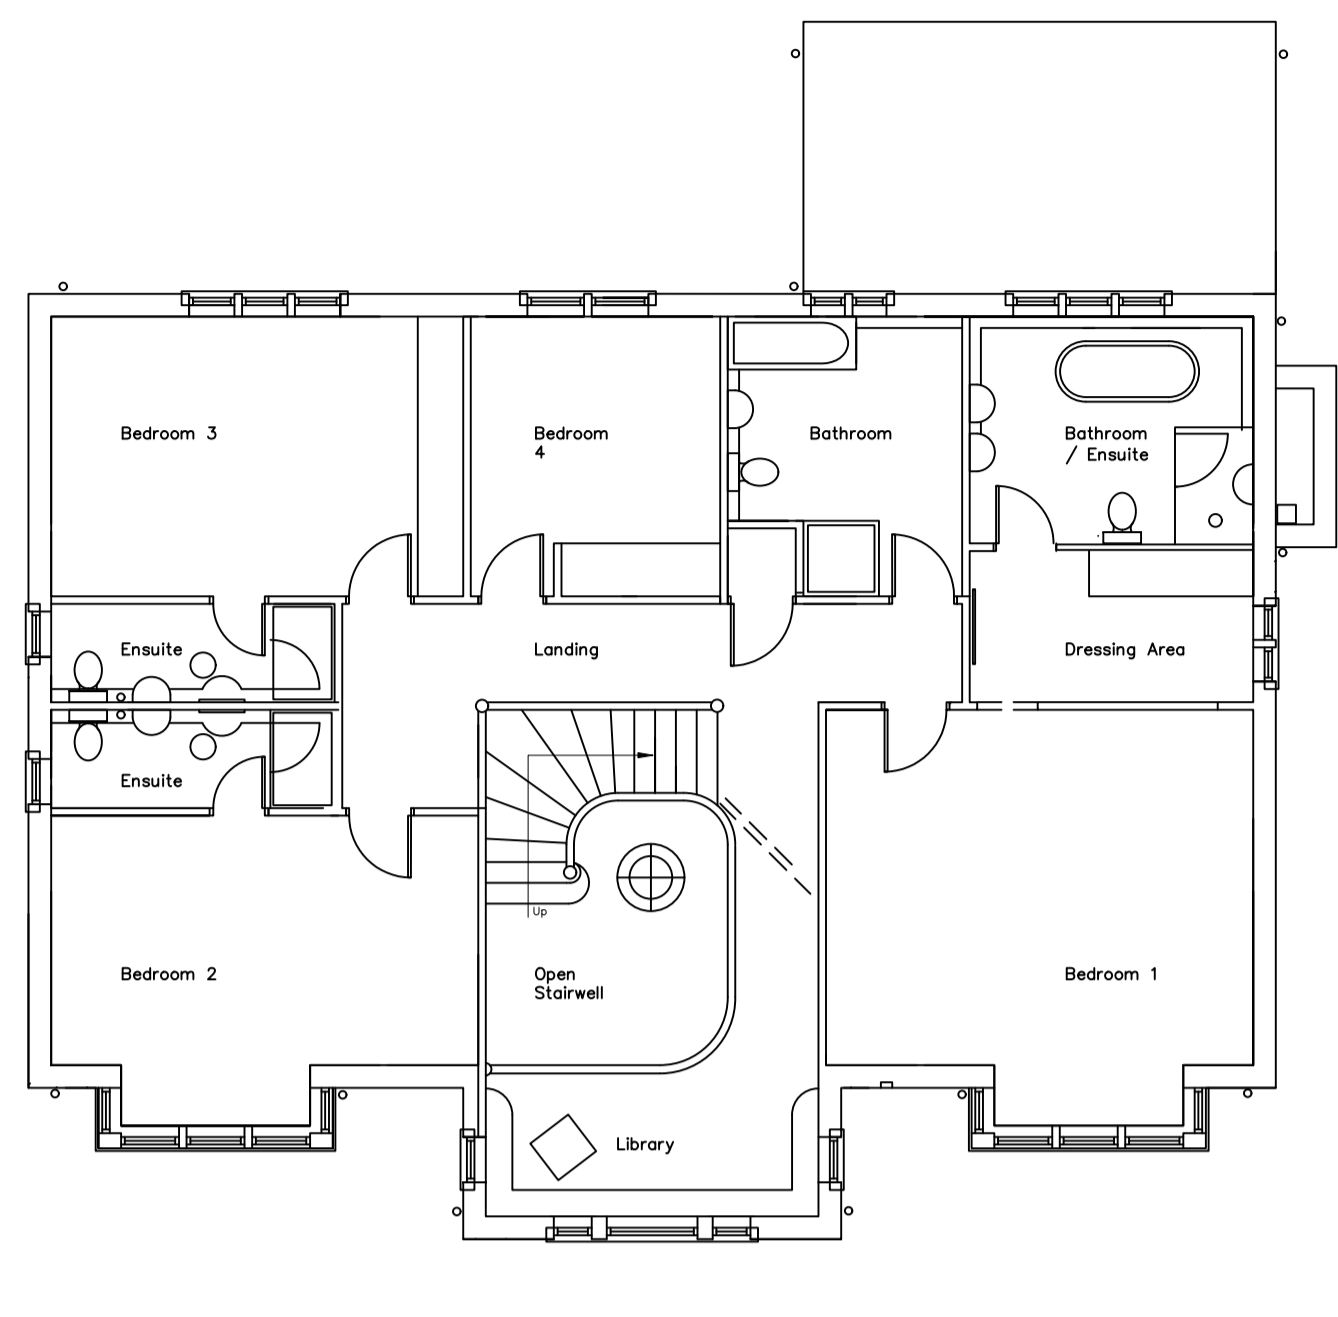 Bedroom 3
Bedroom
4
Bathroom
Bathroom
/ Ensuite
Ensuite
Landing
Dressing Area
Ensuite
Up
Bedroom 2
Open
Stairwell
Bedroom 1
Library